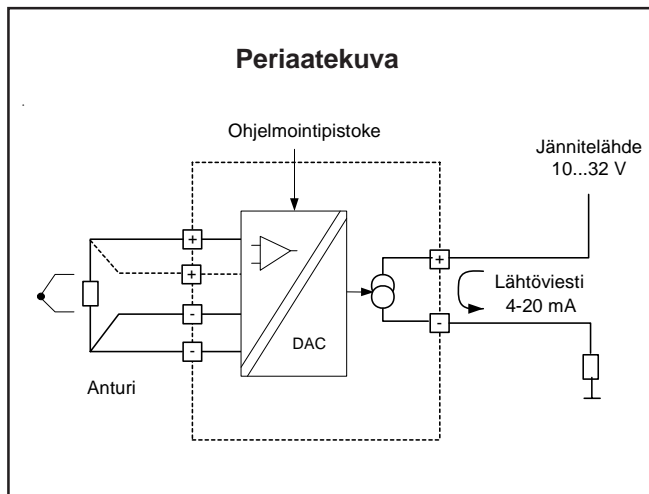 Periaatekuva
Ohjelmointipistoke
Jännitelähde
10...32 V
+
+
-
-
+
-
Lähtöviesti
4-20 mA
DAC
Anturi